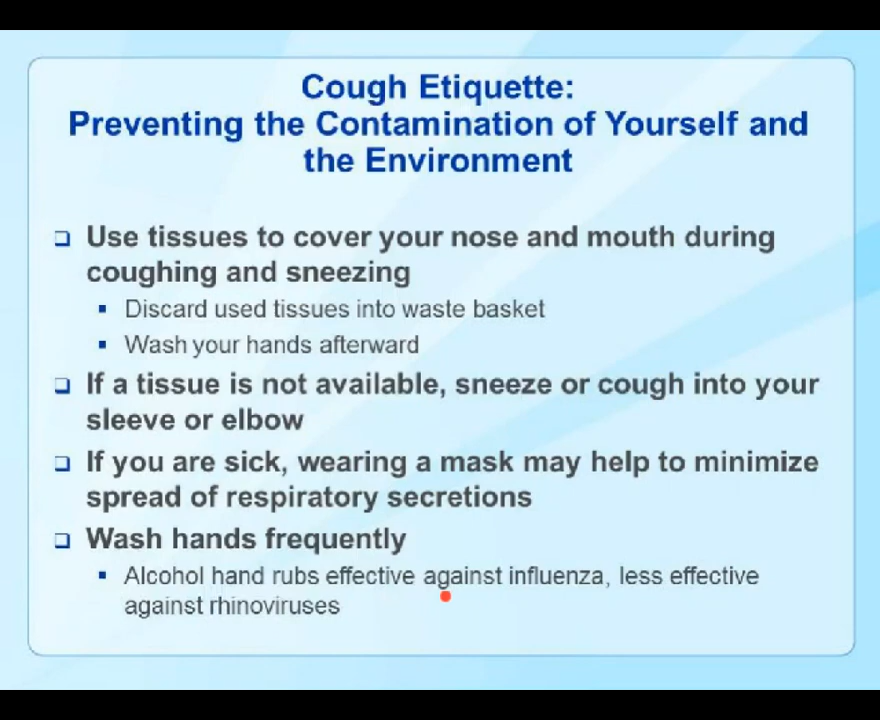 Cough Etiquette:
Preventing the Contamination of Yourself and
the Environment
Use tissues to cover your nose and mouth during
coughing and sneezing
Discard used tissues into waste basket
Wash your hands afterward
If a tissue is not available, sneeze or cough into your
sleeve or elbow
If you are sick, wearing a mask may help to minimize
spread of respiratory secretions
Wash hands frequently
Alcohol hand rubs effective against influenza, less effective
against rhinoviruses